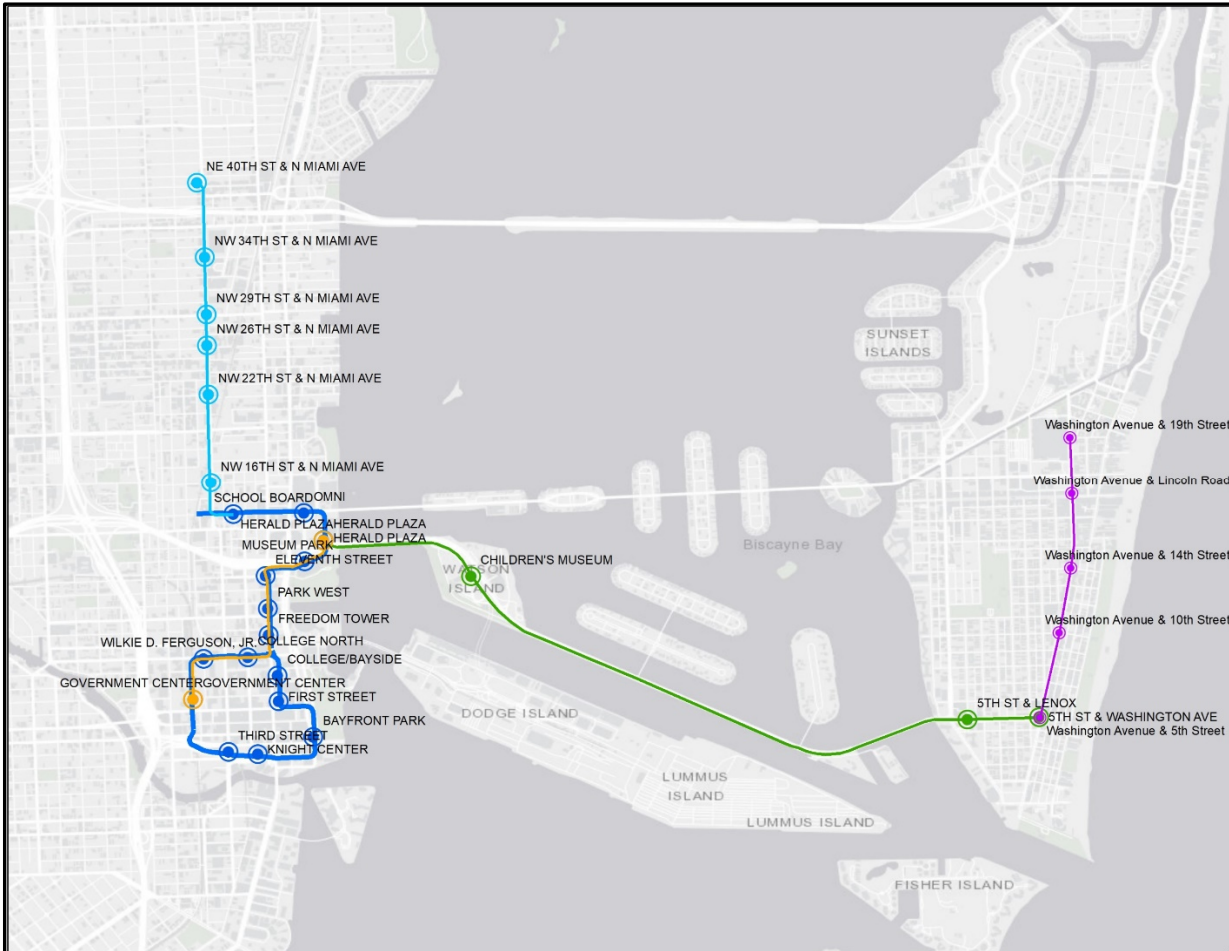 NE 40TH ST & N MIAMI AVE
NW 34TH ST & N MIAMI AVE
NW 29TH ST & N MIAMI AVE
NW 26TH ST & N MIAMI AVE
SUNSET
ISLANDS
NW 22TH ST & N MIAMI AVE
Washington Avenue & 19th Street
NW 16TH ST & N MIAMI AVE
Washington Avenue & Lincoln Road
SCHOOL BOARD OMNI
HERALD PLAZA HERALD PLAZA
HERALD PLAZA
MUSEUM PARK
Biscayne Bay
ELEVENTH STREET
CHILDREN'S MUSEUM
Washington Avenue & 14th Street
WATSON
ISLAND
PARK WEST
FREEDOM TOWER
Washington Avenue & 10th Street
WILKIE D. FERGUSON, JR. COLLEGE NORTH
COLLEGE/BAYSIDE
GOVERNMENT CENTER GOVERNMENT CENTER
FIRST STREET
5TH ST & LENOX
DODGE ISLAND
BAYFRONT PARK
5TH ST & WASHINGTON AVE
Washington Avenue & 5th Street
THIRD STREET
KNIGHT CENTER
LUMMUS
ISLAND
LUMMUS ISLAND
FISHER ISLAND